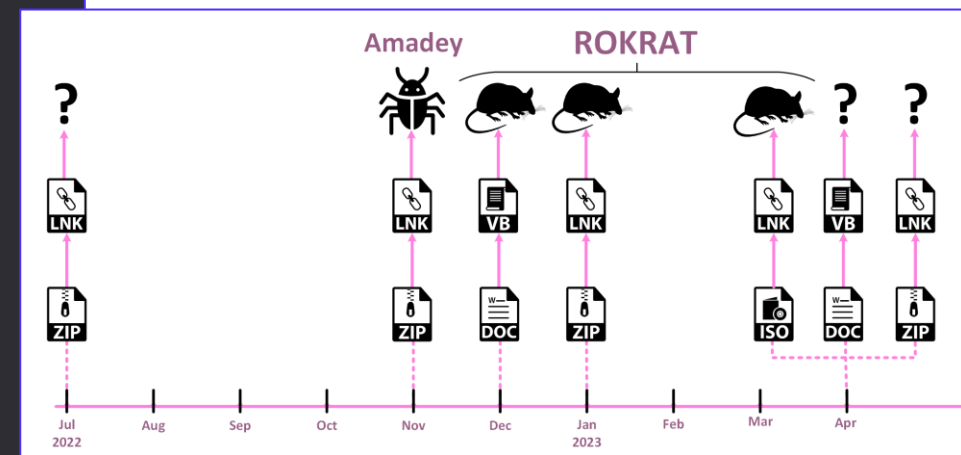 Amadey
ROKRAT
? ? ?
LNK LNK VB LNK LNK VB LNK
W
ZIP ZIP DOC ZIP ISO DOC ZIP
Jul Aug Sep Oct Nov Dec Jan Feb Mar Apr
2022 2023